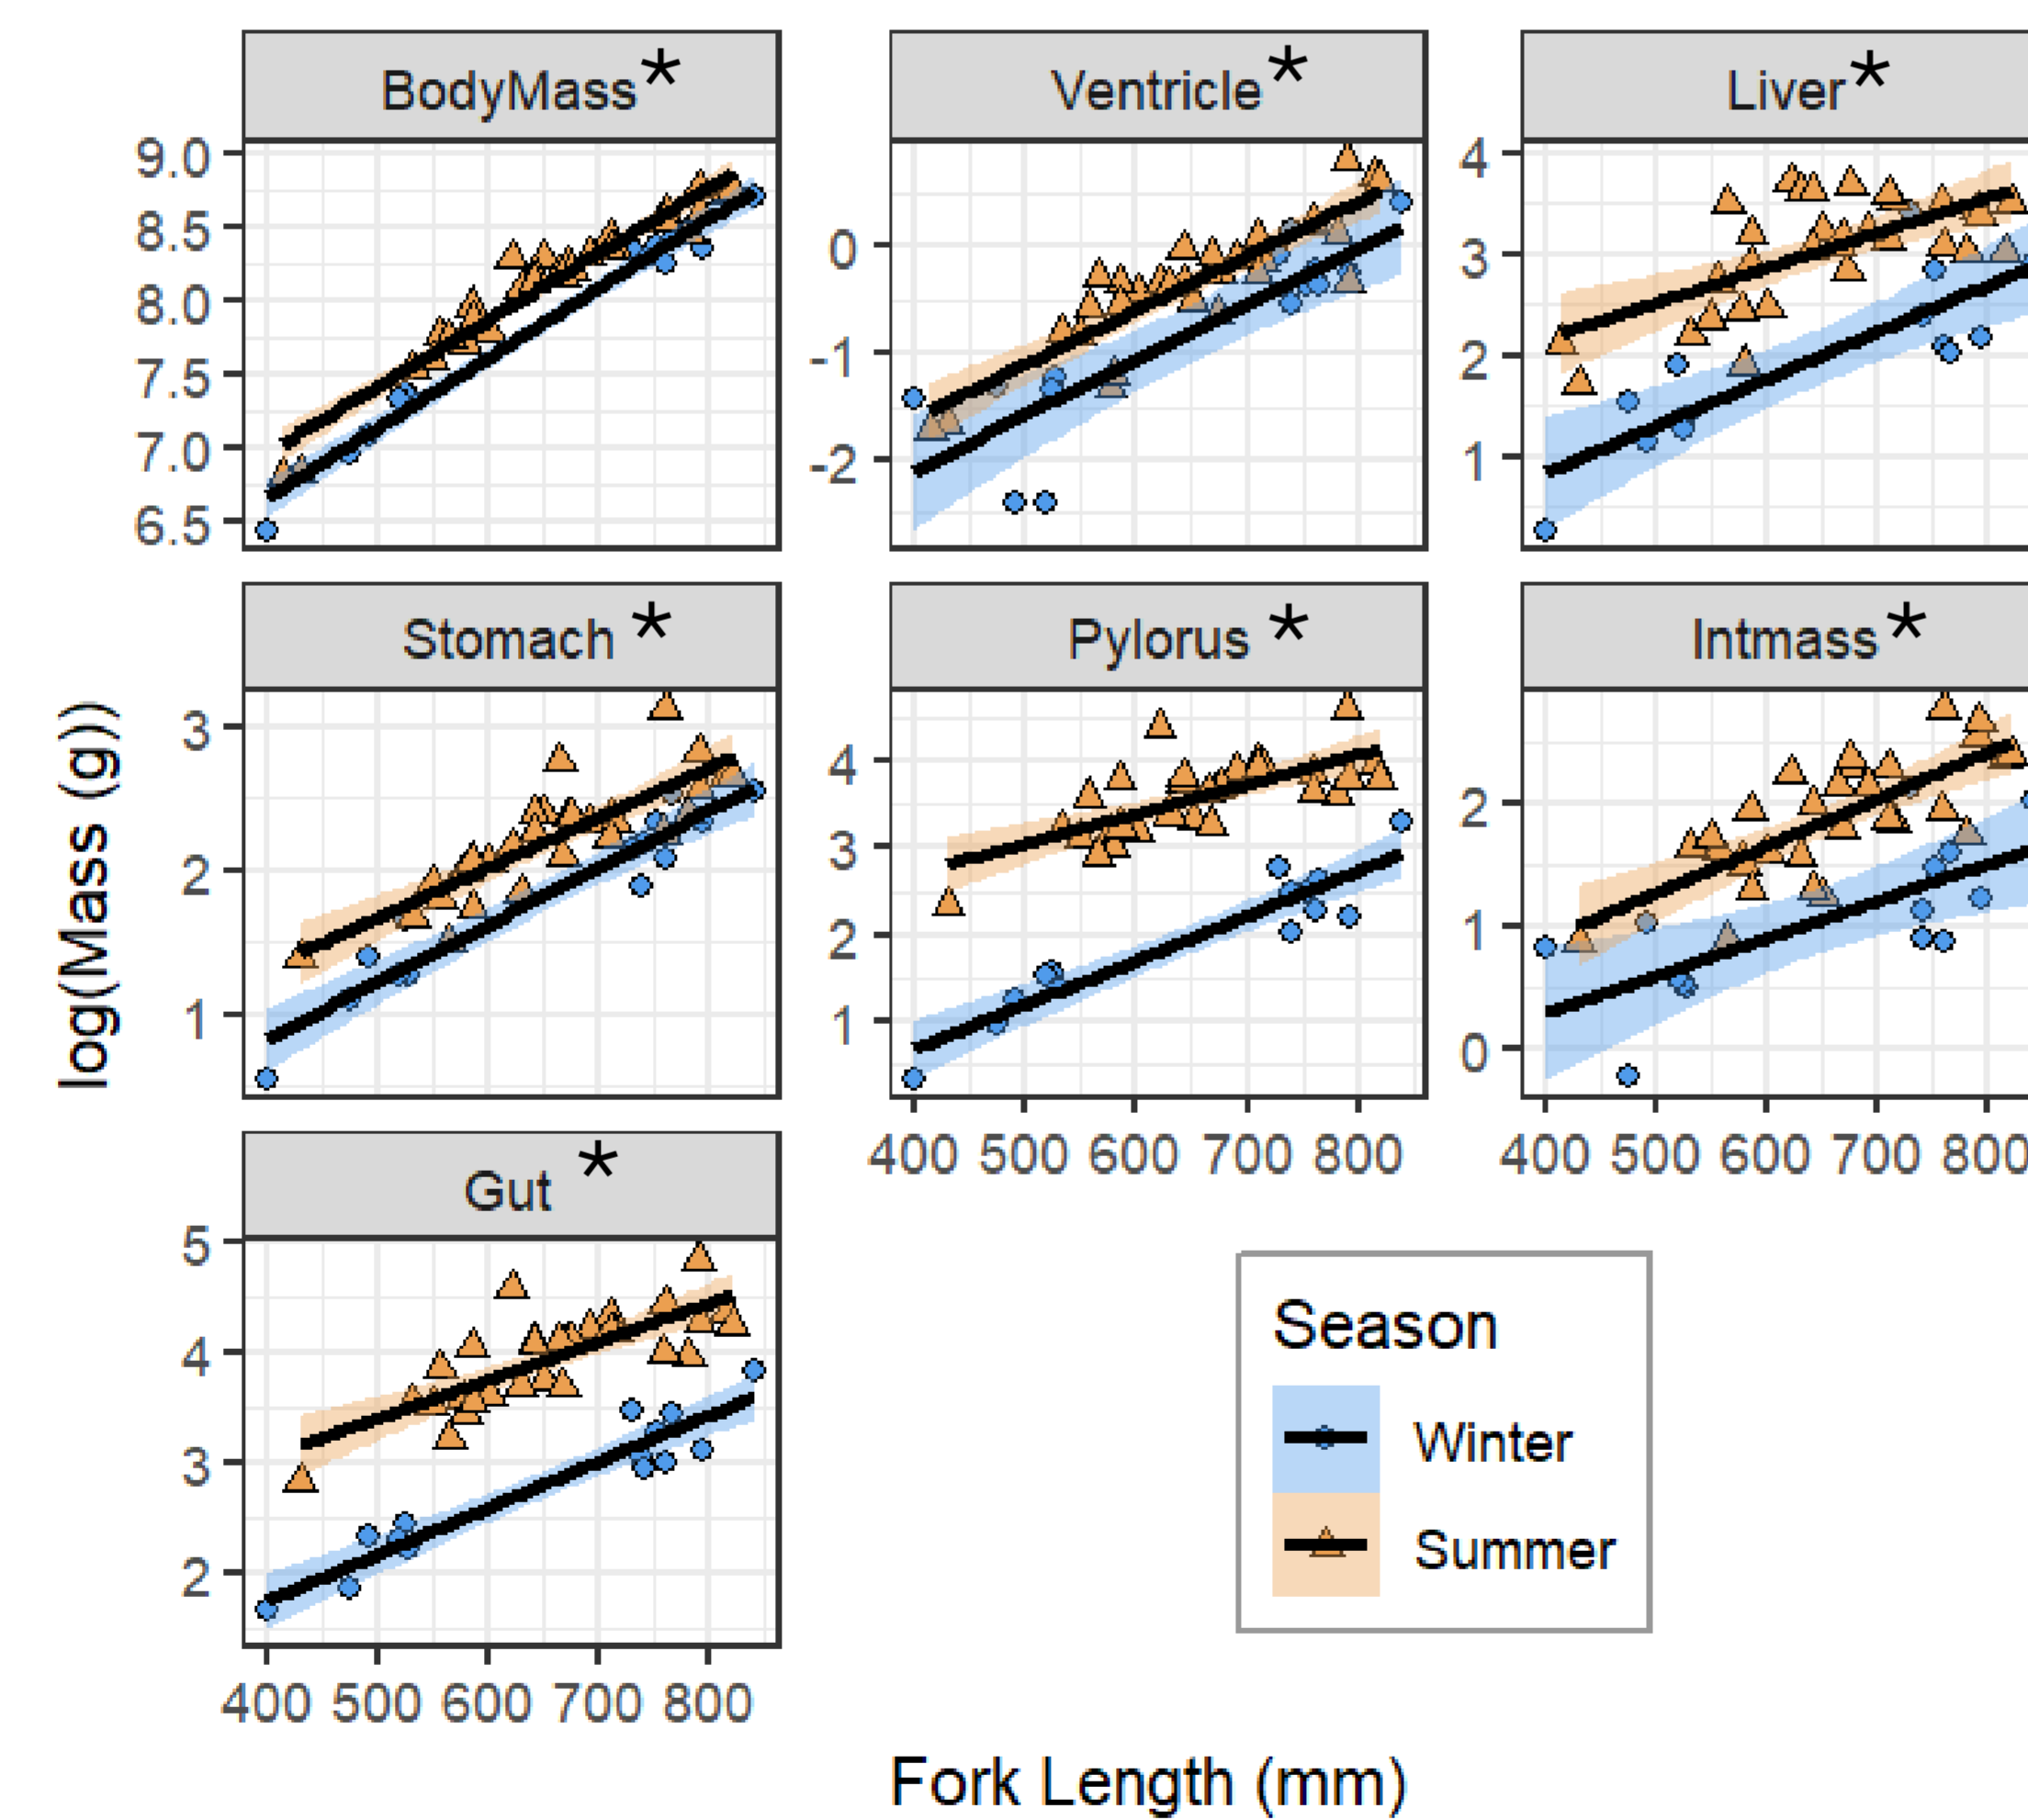 BodyMass*
Ventricle*
Liver*
9.0
8.5
8.0
7.5
7.0
6.5
0
-1
-2
4
3
2
1
Stomach *
Pylorus *
Intmass*
log(Mass (g))
3
2
1
4
3
2
1
2
1
0
400 500 600 700 800
400 500 600 700 800
Gut *
5
4
3
2
400 500 600 700 800
Season
Winter
Summer
Fork Length (mm)